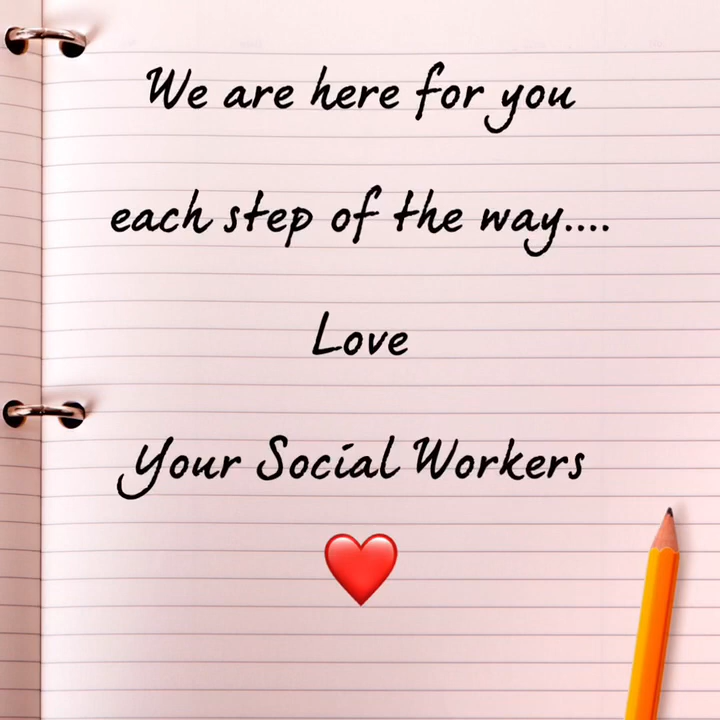 We are here for you
each step of the way....
Love
Your Social Workers
❤️